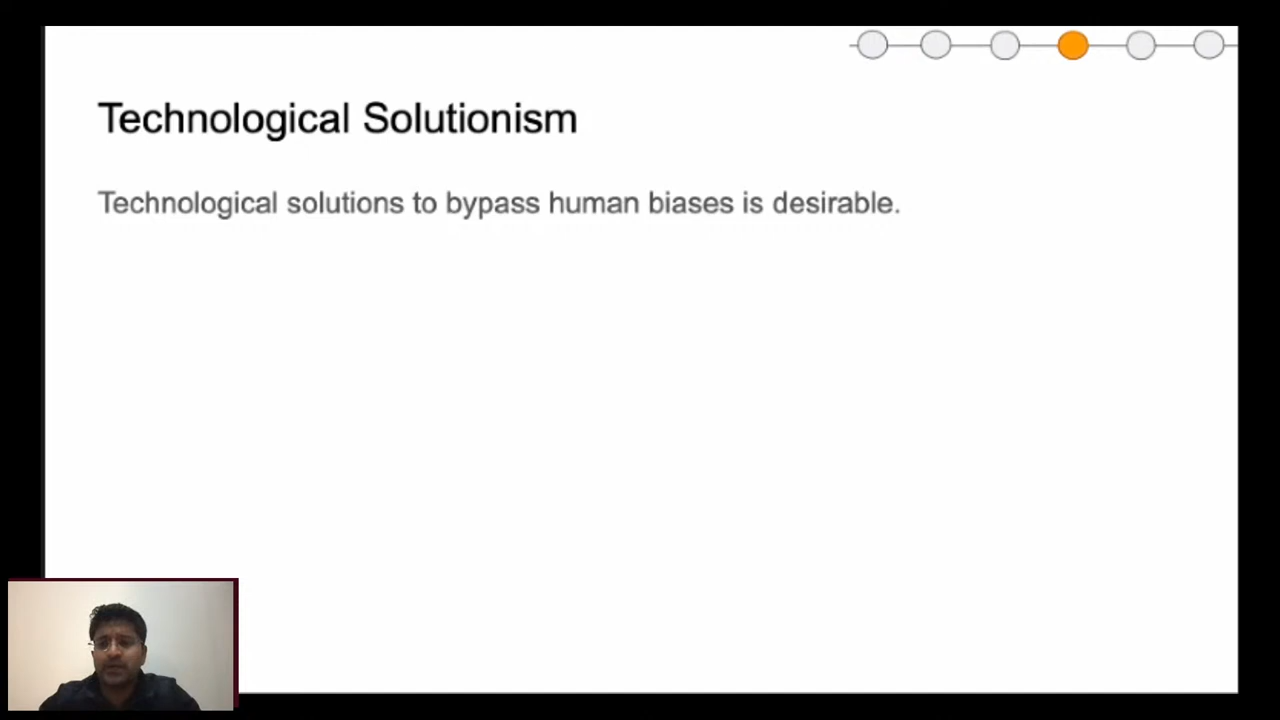 Technological Solutionism
Technological solutions to bypass human biases is desirable.